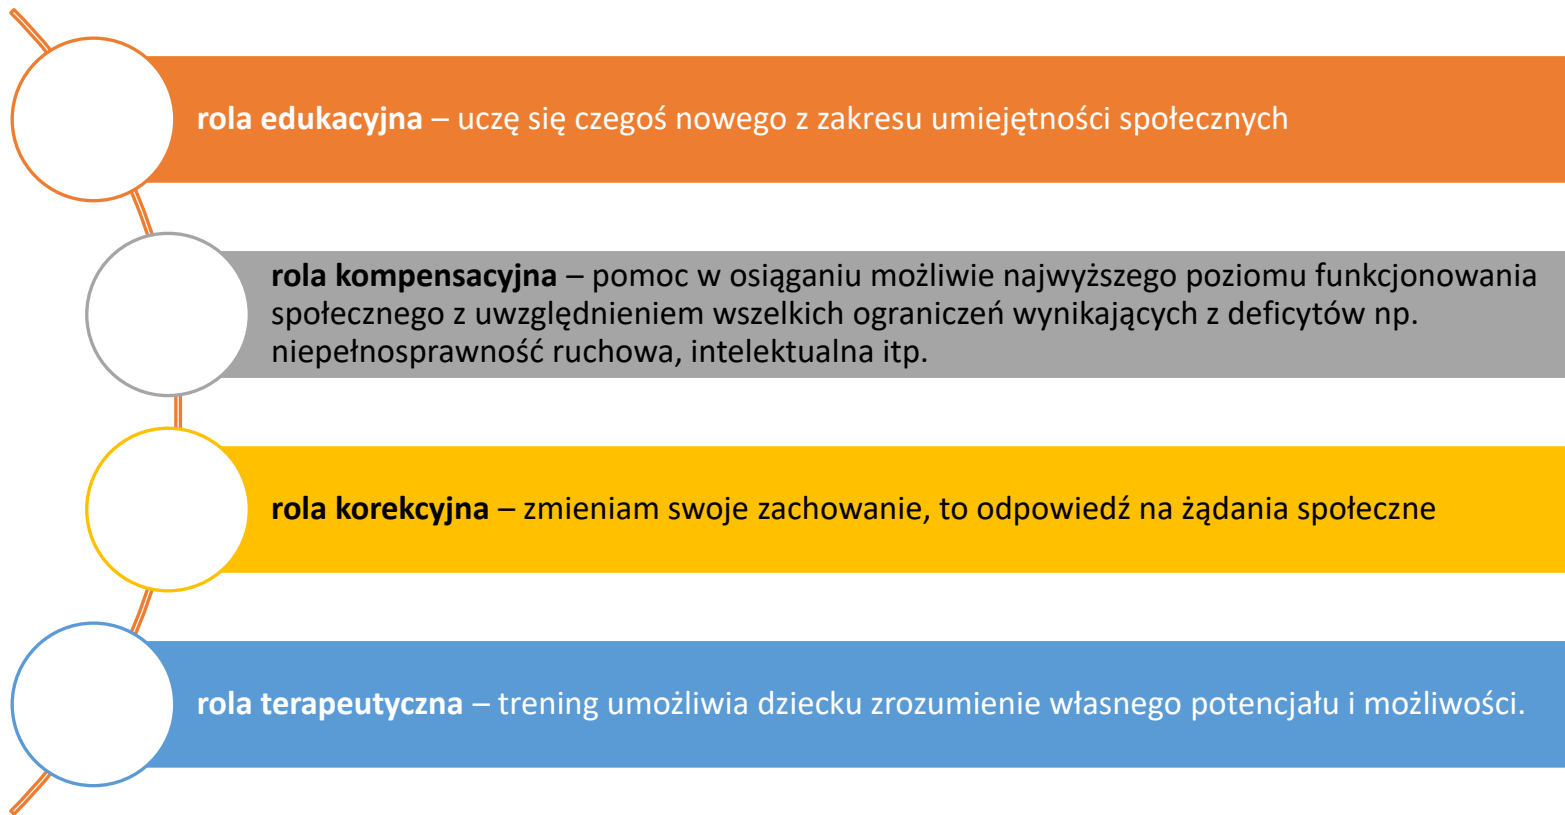 rola edukacyjna – uczę się czegoś nowego z zakresu umiejętności społecznych
rola kompensacyjna – pomoc w osiąganiu możliwie najwyższego poziomu funkcjonowania
społecznego z uwzględnieniem wszelkich ograniczeń wynikających z deficytów np.
niepełnosprawność ruchowa, intelektualna itp.
rola korekcyjna – zmieniam swoje zachowanie, to odpowiedź na żądania społeczne
rola terapeutyczna – trening umożliwia dziecku zrozumienie własnego potencjału i możliwości.